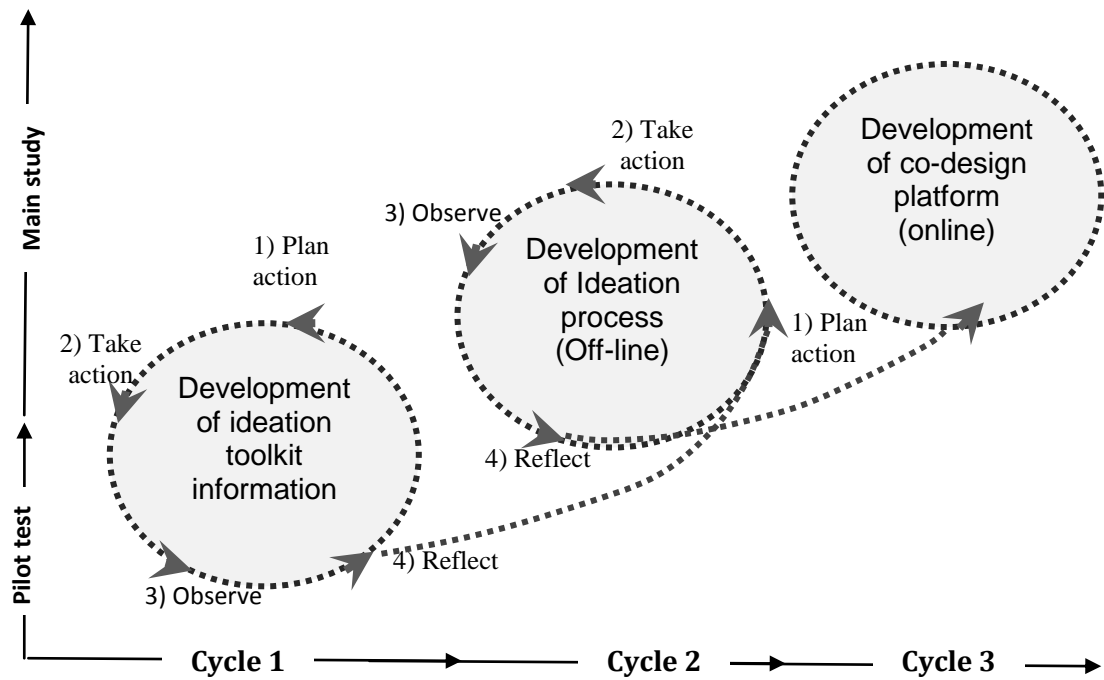 Main study
Pilot test
2) Take
action
3) Observe
Development
of Ideation
process
(Off-line)
4) Reflect
1) Plan
action
Development
of co-design
platform
(online)
1) Plan
action
2) Take
action
Development
of ideation
toolkit
information
3) Observe
4) Reflect
Cycle 1
Cycle 2
Cycle 3